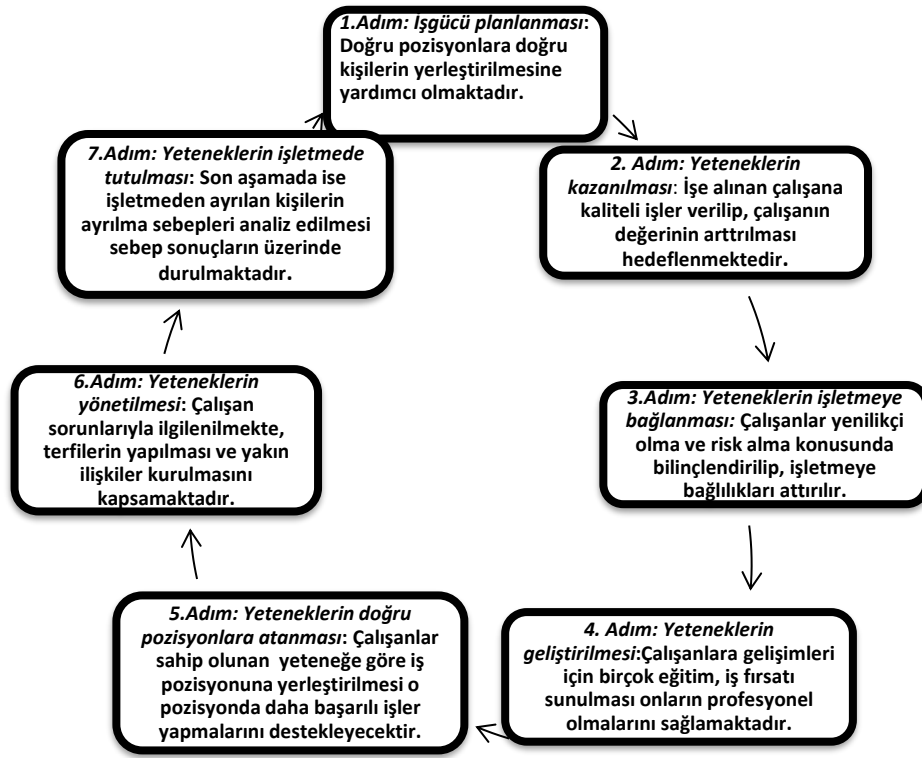 1.Adım: İşgücü planlanması:
Doğru pozisyonlara doğru
kişilerin yerleştirilmesine
yardımcı olmaktadır.
2. Adım: Yeteneklerin
kazanılması: İşe alınan çalışana
kaliteli işler verilip, çalışanın
değerinin arttrılması
hedeflenmektedir.
3.Adım: Yeteneklerin işletmeye
bağlanması: Çalışanlar yenilikçi
olma ve risk alma konusunda
bilinçlendirilip, işletmeye
bağlılıkları attırılır.
4. Adım: Yeteneklerin
geliştirilmesi:Çalışanlara gelişimleri
için birçok eğitim, iş fırsatı
sunulması onların profesyonel
olmalarını sağlamaktadır.
5.Adım: Yeteneklerin doğru
pozisyonlara atanması: Çalışanlar
sahip olunan yeteneğe göre iş
pozisyonuna yerleştirilmesi o
pozisyonda daha başarılı işler
yapmalarını destekleyecektir.
6.Adım: Yeteneklerin
yönetilmesi: Çalışan
sorunlarıyla ilgilenilmekte,
terfilerin yapılması ve yakın
ilişkiler kurulmasını
kapsamaktadır.
7.Adım: Yeteneklerin işletmede
tutulması: Son aşamada ise
işletmeden ayrılan kişilerin
ayrılma sebepleri analiz edilmesi
sebep sonuçların üzerinde
durulmaktadır.